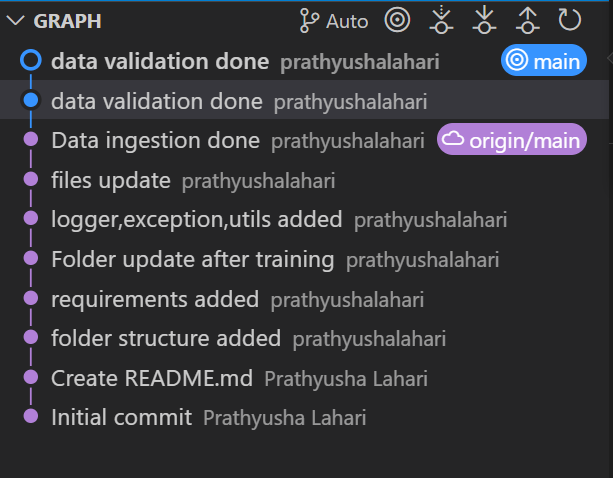 GRAPH Auto
data validation done prathyushalahari main
data validation done prathyushalahari
Data ingestion done prathyushalahari origin/main
files update prathyushalahari
logger,exception,utils added prathyushalahari
Folder update after training prathyushalahari
requirements added prathyushalahari
folder structure added prathyushalahari
Create README.md Prathyusha Lahari
Initial commit Prathyusha Lahari